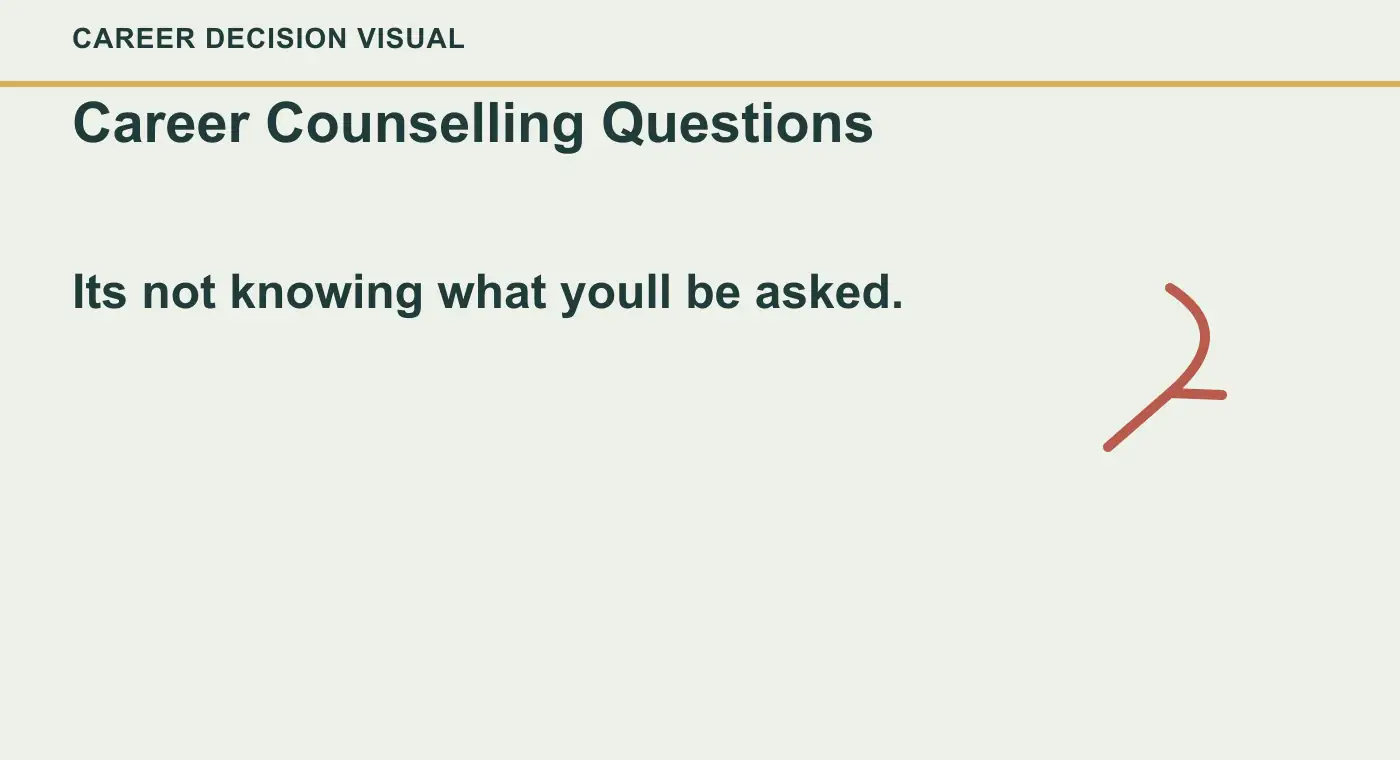 CAREER DECISION VISUAL
Career Counselling Questions
Its not knowing what youll be asked.